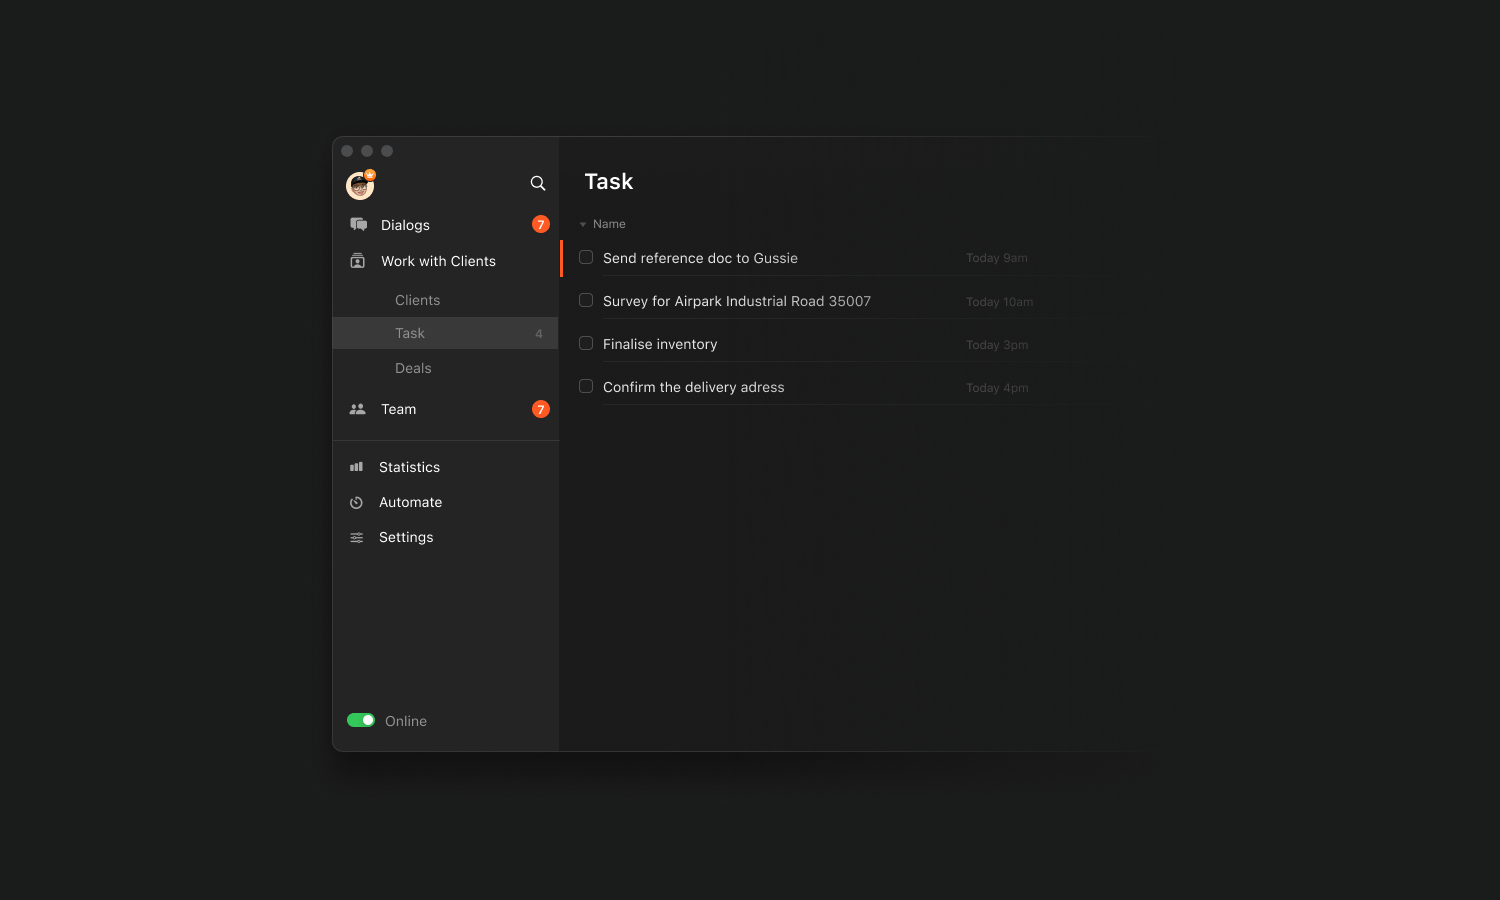 Task
Dialogs 7
Work with Clients
Clients
Task 4
Deals
Team 7
Statistics
Automate
Settings
Online
Name
Send reference doc to Gussie Today 9am
Survey for Airpark Industrial Road 35007 Today 10am
Finalise inventory Today 3pm
Confirm the delivery adress Today 4pm